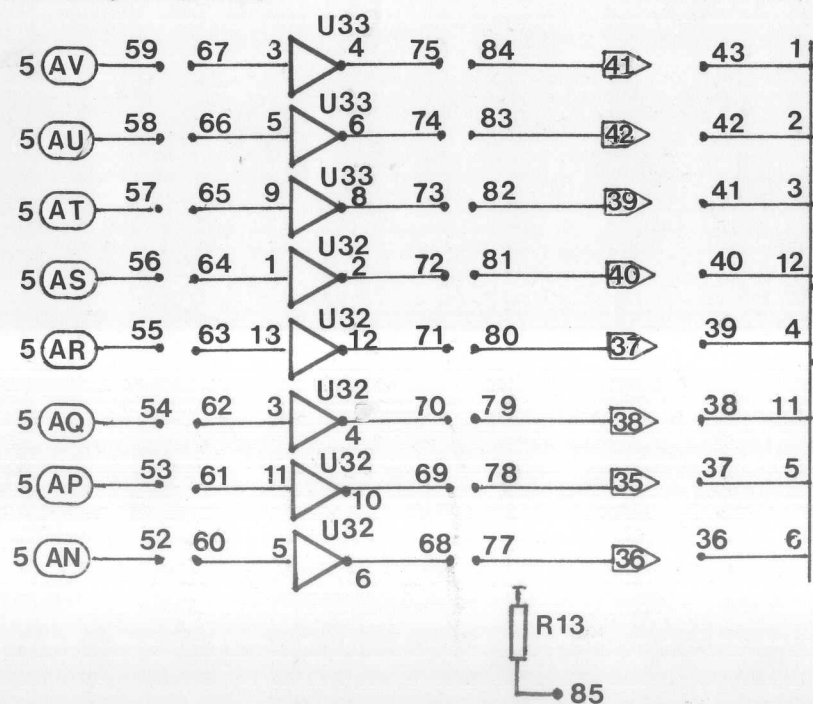 U33
5 AV 59 67 3 4 75 84 41 43 1
U33
5 AU 58 66 5 6 74 83 42 42 2
U33
5 AT 57 65 9 8 73 82 39 41 3
U32
5 AS 56 64 1 2 72 81 40 40 12
U32
5 AR 55 63 13 12 71 80 37 39 4
U32
5 AQ 54 62 3 4 70 79 38 38 11
U32
5 AP 53 61 11 10 69 78 35 37 5
U32
5 AN 52 60 5 6 68 77 36 36 6
R13
85